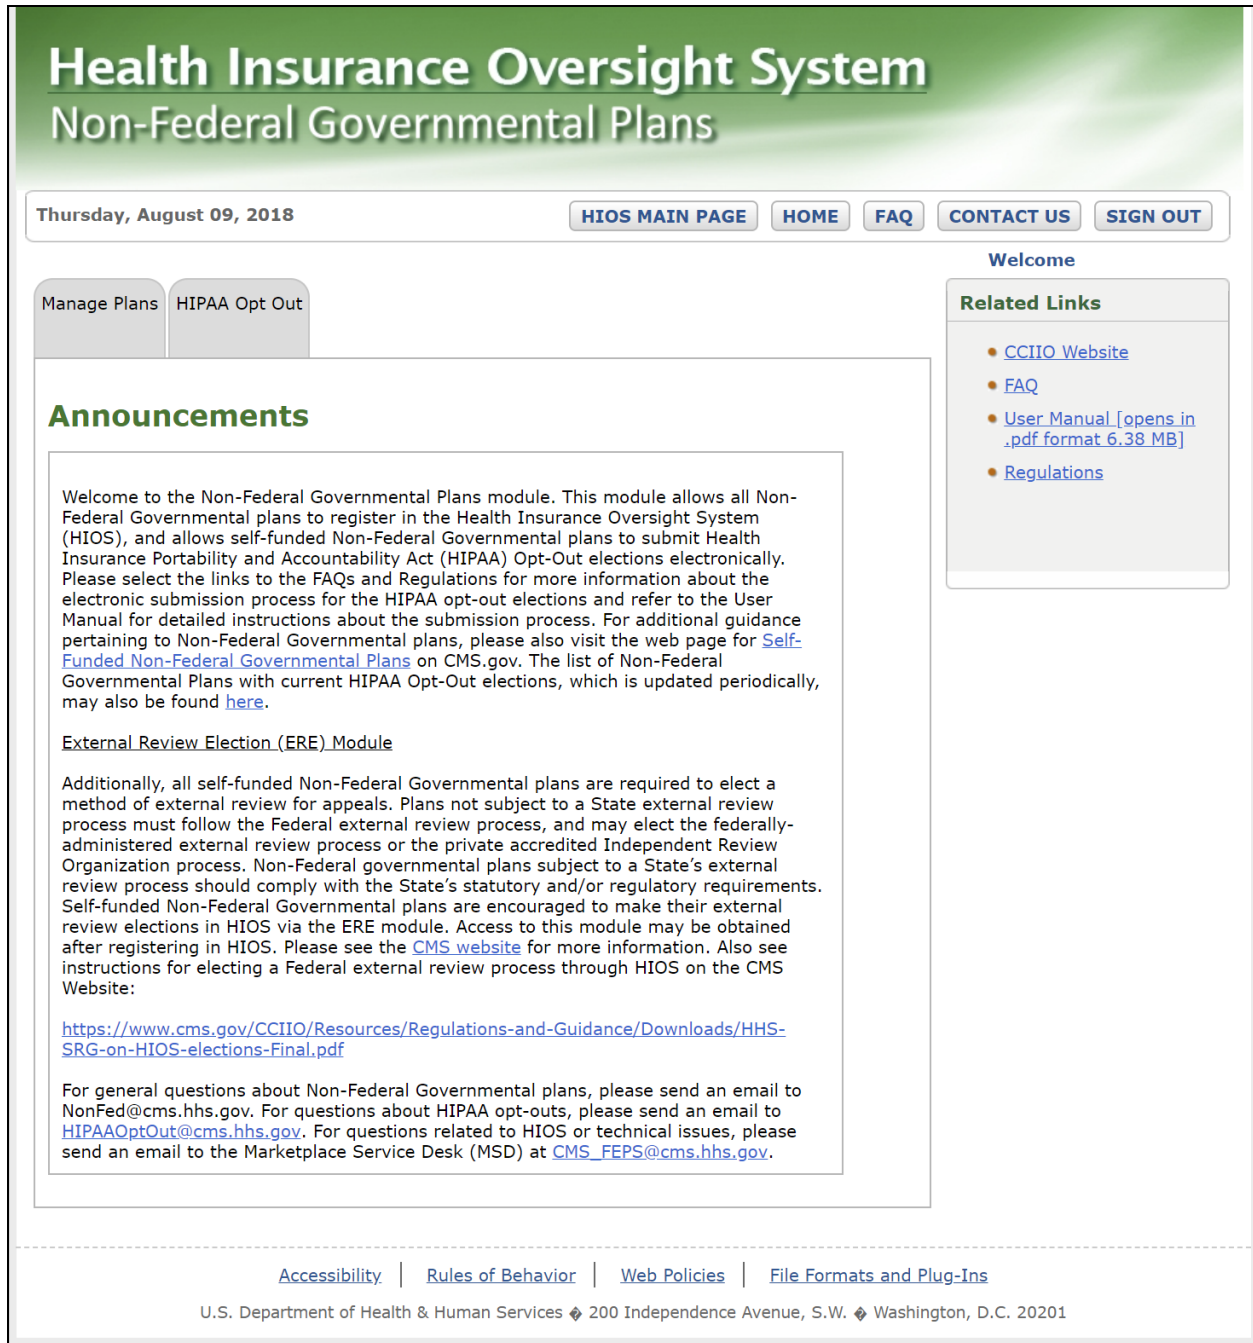 Health Insurance Oversight System
Non-Federal Governmental Plans
Thursday, August 09, 2018
HIOS MAIN PAGE
HOME
FAQ
CONTACT US
SIGN OUT
Welcome
Manage Plans
HIPAA Opt Out
Announcements
Welcome to the Non-Federal Governmental Plans module. This module allows all Non-
Federal Governmental plans to register in the Health Insurance Oversight System
(HIOS), and allows self-funded Non-Federal Governmental plans to submit Health
Insurance Portability and Accountability Act (HIPAA) Opt-Out elections electronically.
Please select the links to the FAQs and Regulations for more information about the
electronic submission process for the HIPAA opt-out elections and refer to the User
Manual for detailed instructions about the submission process. For additional guidance
pertaining to Non-Federal Governmental plans, please also visit the web page for Self-
Funded Non-Federal Governmental Plans on CMS.gov. The list of Non-Federal
Governmental Plans with current HIPAA Opt-Out elections, which is updated periodically,
may also be found here.
External Review Election (ERE) Module
Additionally, all self-funded Non-Federal Governmental plans are required to elect a
method of external review for appeals. Plans not subject to a State external review
process must follow the Federal external review process, and may elect the federally-
administered external review process or the private accredited Independent Review
Organization process. Non-Federal governmental plans subject to a State’s external
review process should comply with the State’s statutory and/or regulatory requirements.
Self-funded Non-Federal Governmental plans are encouraged to make their external
review elections in HIOS via the ERE module. Access to this module may be obtained
after registering in HIOS. Please see the CMS website for more information. Also see
instructions for electing a Federal external review process through HIOS on the CMS
Website:
https://www.cms.gov/CCIIO/Resources/Regulations-and-Guidance/Downloads/HHS-
SRG-on-HIOS-elections-Final.pdf
For general questions about Non-Federal Governmental plans, please send an email to
NonFed@cms.hhs.gov. For questions about HIPAA opt-outs, please send an email to
HIPAAOptOut@cms.hhs.gov. For questions related to HIOS or technical issues, please
send an email to the Marketplace Service Desk (MSD) at CMS_FEPS@cms.hhs.gov.
Related Links
CCIIO Website
FAQ
User Manual [opens in
.pdf format 6.38 MB]
Regulations
Accessibility
Rules of Behavior
Web Policies
File Formats and Plug-Ins
U.S. Department of Health & Human Services � 200 Independence Avenue, S.W. � Washington, D.C. 20201